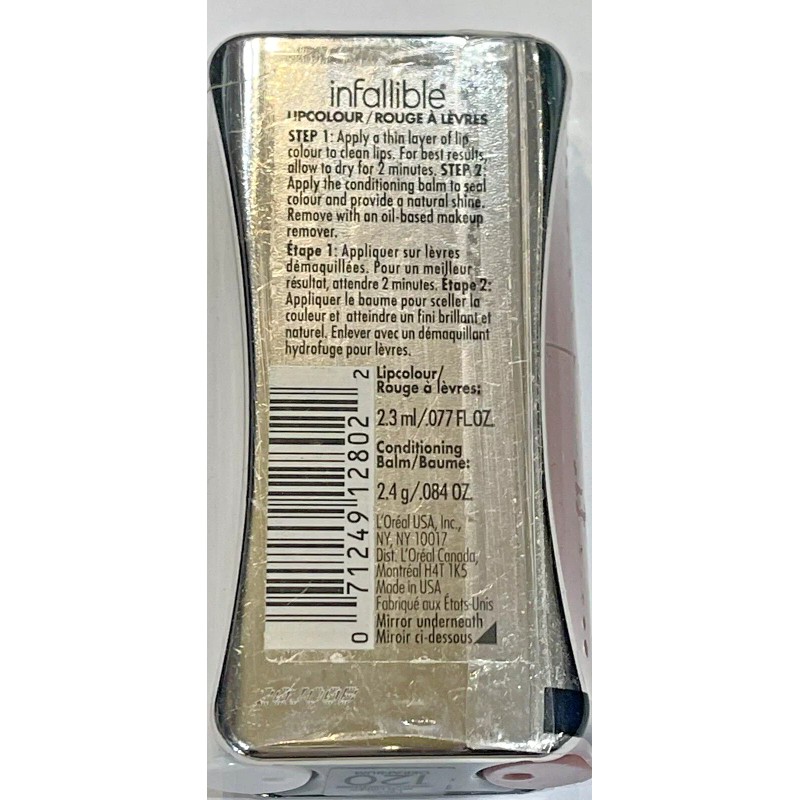 infallible®
LIPCOLOUR/ROUGE À LÈVRES
STEP 1: Apply a thin layer of lip
colour to clean lips. For best results,
allow to dry for 2 minutes. STEP 2:
Apply the conditioning balm to seal
colour and provide a natural shine.
Remove with an oil-based makeup
remover.
Étape 1: Appliquer sur lèvres
démaquillées. Pour un meilleur
résultat, attendre 2 minutes. Étape 2:
Appliquer le baume pour sceller la
couleur et atteindre un fini brillant et
naturel. Enlever avec un démaquillant
hydrofuge pour lèvres.
Lipcolour/
Rouge à lèvres:
2.3 ml/.077 FL.OZ.
Conditioning
Balm/Baume:
2.4 g/.084 OZ.
L'Oréal USA, Inc.,
NY, NY 10017
Dist. L'Oréal Canada,
Montréal H4T 1K5
Made in USA
Fabriqué aux États-Unis
Mirror underneath
Miroir ci-dessous
0 71249 12802 2
120